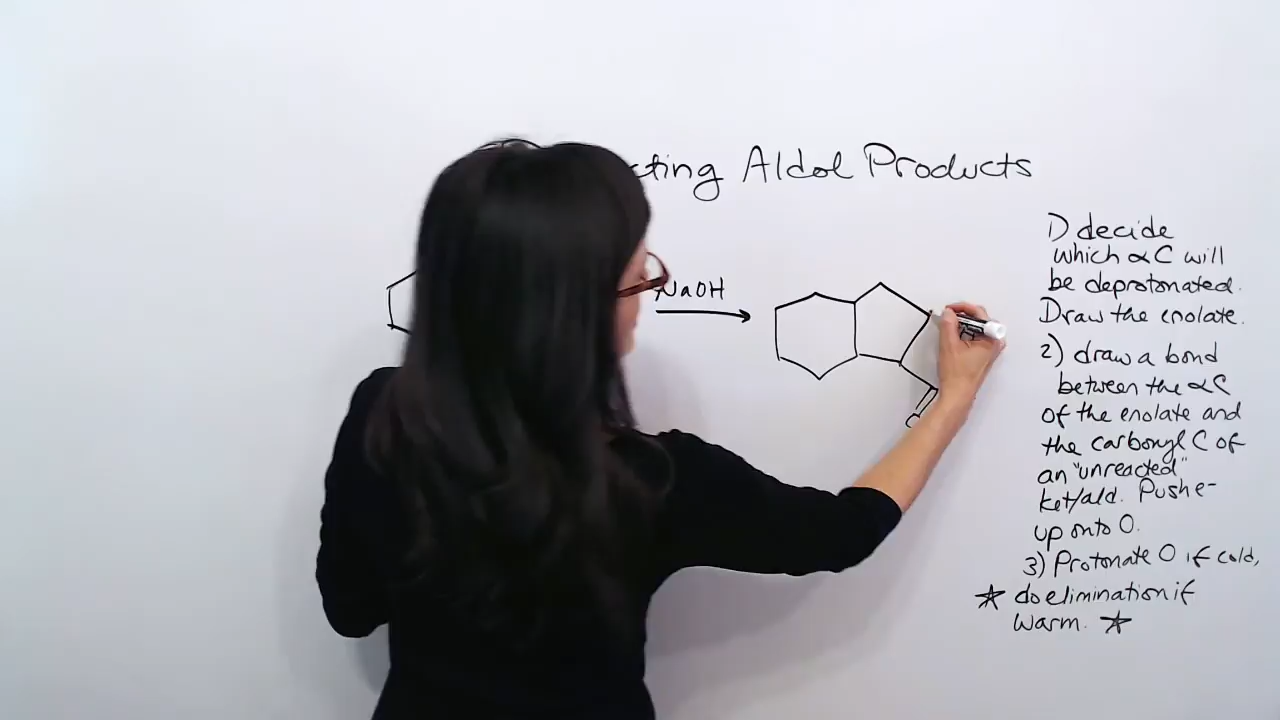 cting Aldol Products
1) decide
which αC will
be deprotonated.
Draw the enolate.
NaOH
2) draw a bond
between the αC
of the enolate and
the carbonyl C of
an "unreacted"
ket/ald. Push e-
up onto O.
3) Protonate O if cold,
★ do elimination if
warm. ★